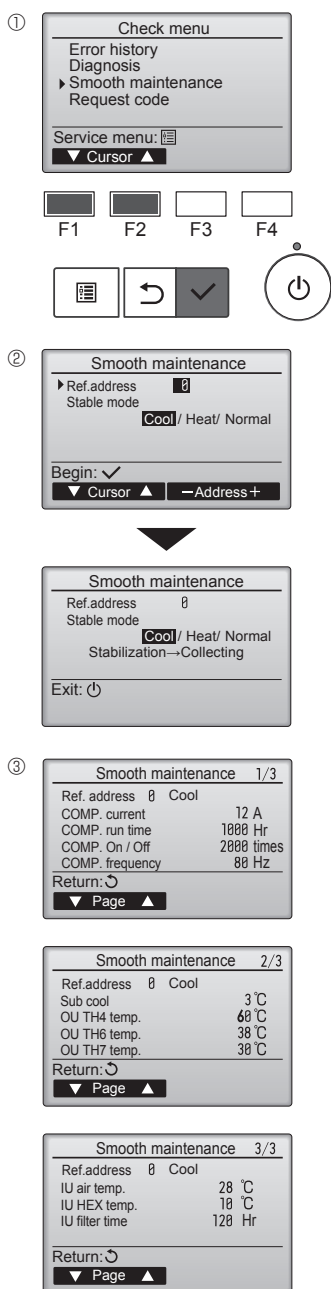 ①
Check menu
Error history
Diagnosis
Smooth maintenance
Request code
Service menu:
▼ Cursor ▲
F1 F2 F3 F4
②
Smooth maintenance
Ref.address 0
Stable mode
Cool / Heat/ Normal
Begin: ✓
▼ Cursor ▲ −Address+
Smooth maintenance
Ref.address 0
Stable mode
Cool / Heat/ Normal
Stabilization→Collecting
Exit:
③
Smooth maintenance 1/3
Ref. address 0 Cool
COMP. current 12 A
COMP. run time 1000 Hr
COMP. On / Off 2000 times
COMP. frequency 80 Hz
Return:
▼ Page ▲
Smooth maintenance 2/3
Ref.address 0 Cool
Sub cool 3℃
OU TH4 temp. 60℃
OU TH6 temp. 38℃
OU TH7 temp. 30℃
Return:
▼ Page ▲
Smooth maintenance 3/3
Ref.address 0 Cool
IU air temp. 28 ℃
IU HEX temp. 10 ℃
IU filter time 120 Hr
Return:
▼ Page ▲